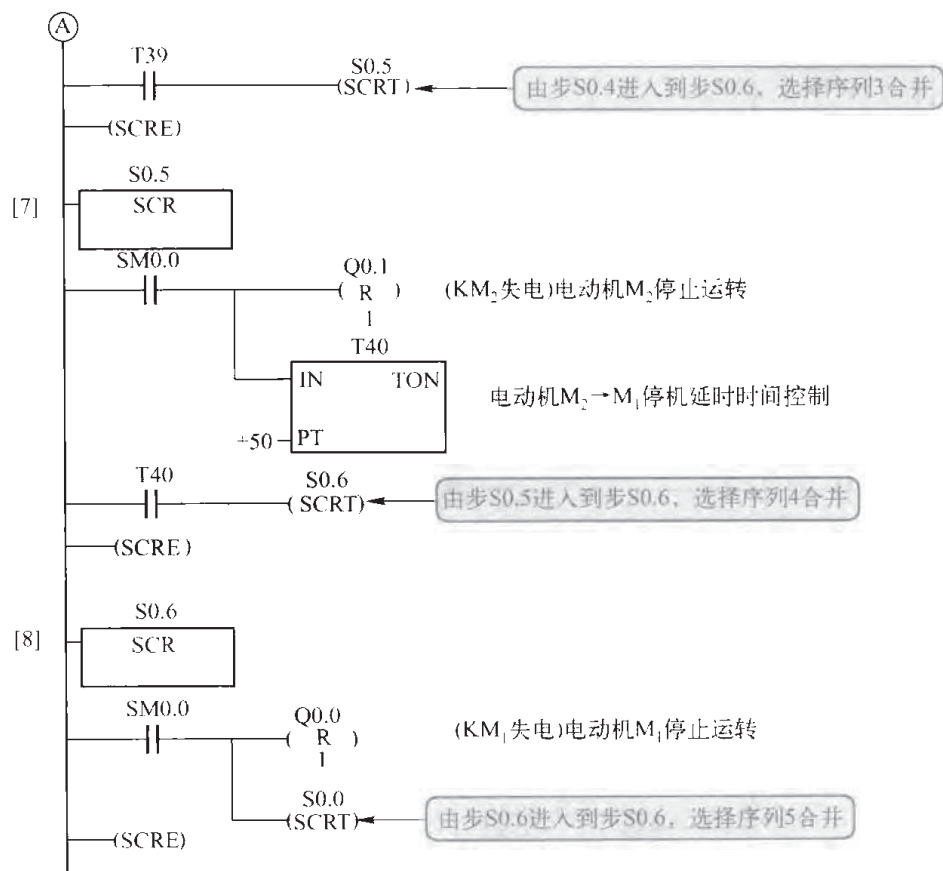 A
T39
S0.5
(SCRT)
由步S0.4进入到步S0.6，选择序列3合并
(SCRE)
S0.5
[7]
SCR
SM0.0
Q0.1
( R )
1
(KM₂失电)电动机M₂停止运转
T40
IN TON
电动机M₂→M₁停机延时时间控制
+50 PT
T40
S0.6
(SCRT)
由步S0.5进入到步S0.6，选择序列4合并
(SCRE)
S0.6
[8]
SCR
SM0.0
Q0.0
( R )
1
(KM₁失电)电动机M₁停止运转
S0.0
(SCRT)
由步S0.6进入到步S0.6，选择序列5合并
(SCRE)